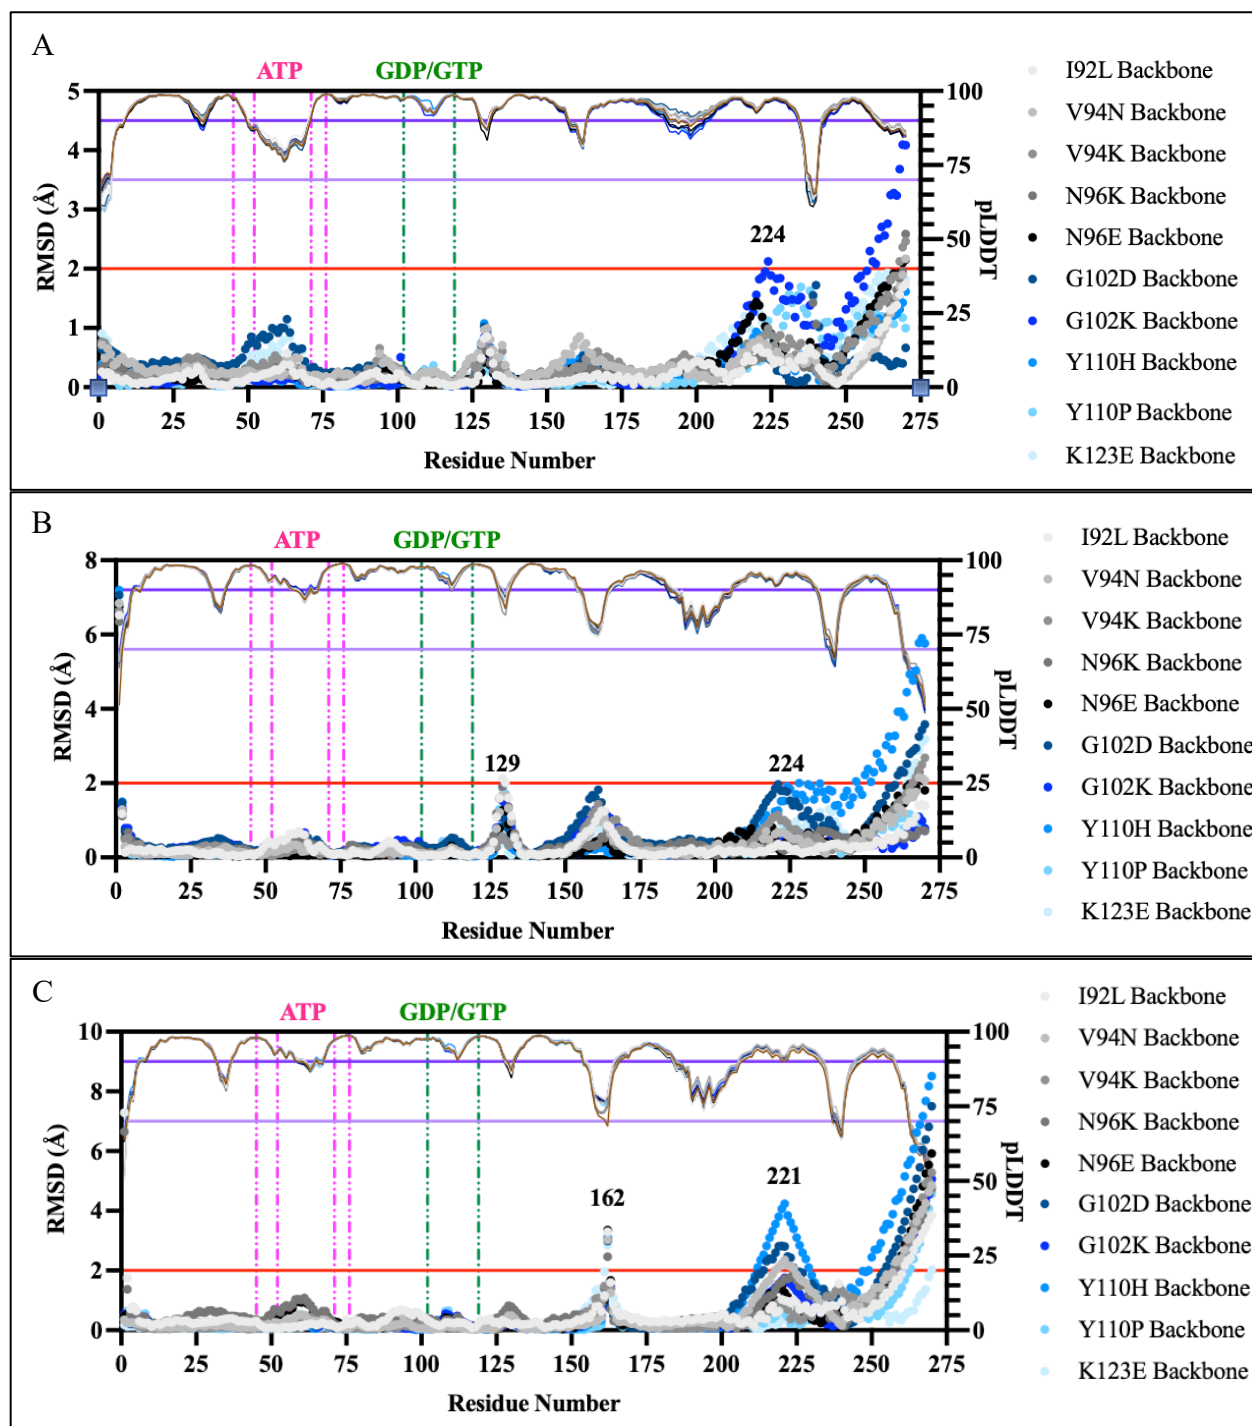 A
ATP GDP/GTP
5 4 3 2 1 0
RMSD (Å)
100 75 50 25 0
pLDDT
224
0 25 50 75 100 125 150 175 200 225 250 275
Residue Number
I92L Backbone
V94N Backbone
V94K Backbone
N96K Backbone
N96E Backbone
G102D Backbone
G102K Backbone
Y110H Backbone
Y110P Backbone
K123E Backbone
B
ATP GDP/GTP
8 6 4 2 0
RMSD (Å)
100 75 50 25 0
pLDDT
129 224
0 25 50 75 100 125 150 175 200 225 250 275
Residue Number
I92L Backbone
V94N Backbone
V94K Backbone
N96K Backbone
N96E Backbone
G102D Backbone
G102K Backbone
Y110H Backbone
Y110P Backbone
K123E Backbone
C
ATP GDP/GTP
10 8 6 4 2 0
RMSD (Å)
100 75 50 25 0
pLDDT
162 221
0 25 50 75 100 125 150 175 200 225 250 275
Residue Number
I92L Backbone
V94N Backbone
V94K Backbone
N96K Backbone
N96E Backbone
G102D Backbone
G102K Backbone
Y110H Backbone
Y110P Backbone
K123E Backbone